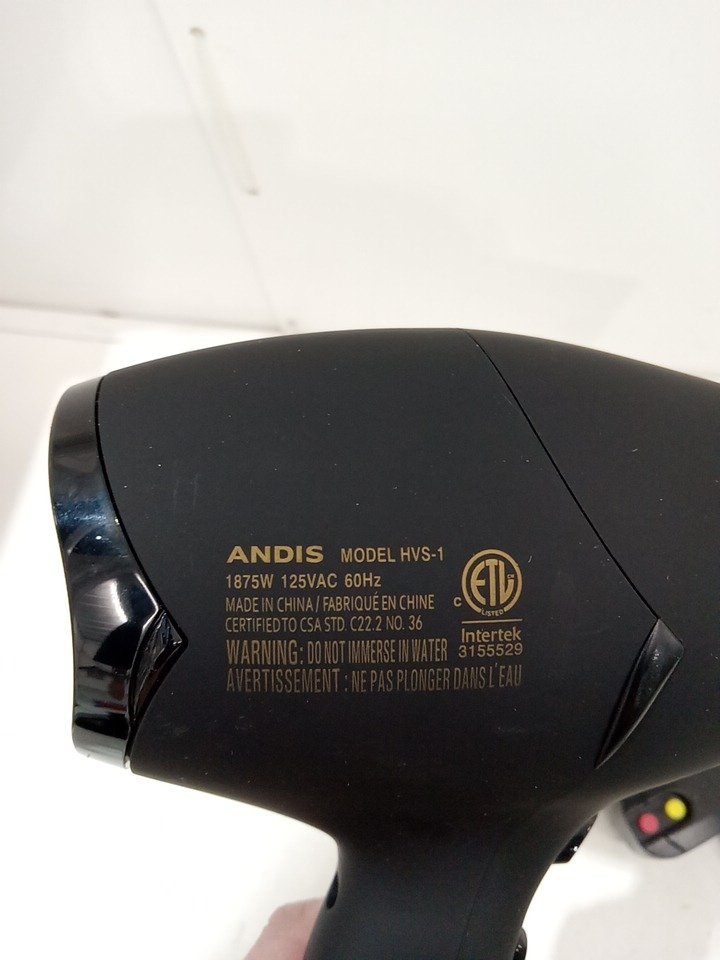 ANDIS MODEL HVS-1
1875W 125VAC 60Hz
MADE IN CHINA / FABRIQUÉ EN CHINE
CERTIFIED TO CSA STD C22.2 NO. 36
WARNING: DO NOT IMMERSE IN WATER
AVERTISSEMENT : NE PAS PLONGER DANS L'EAU
ETL
C
LISTED
Intertek
3155529